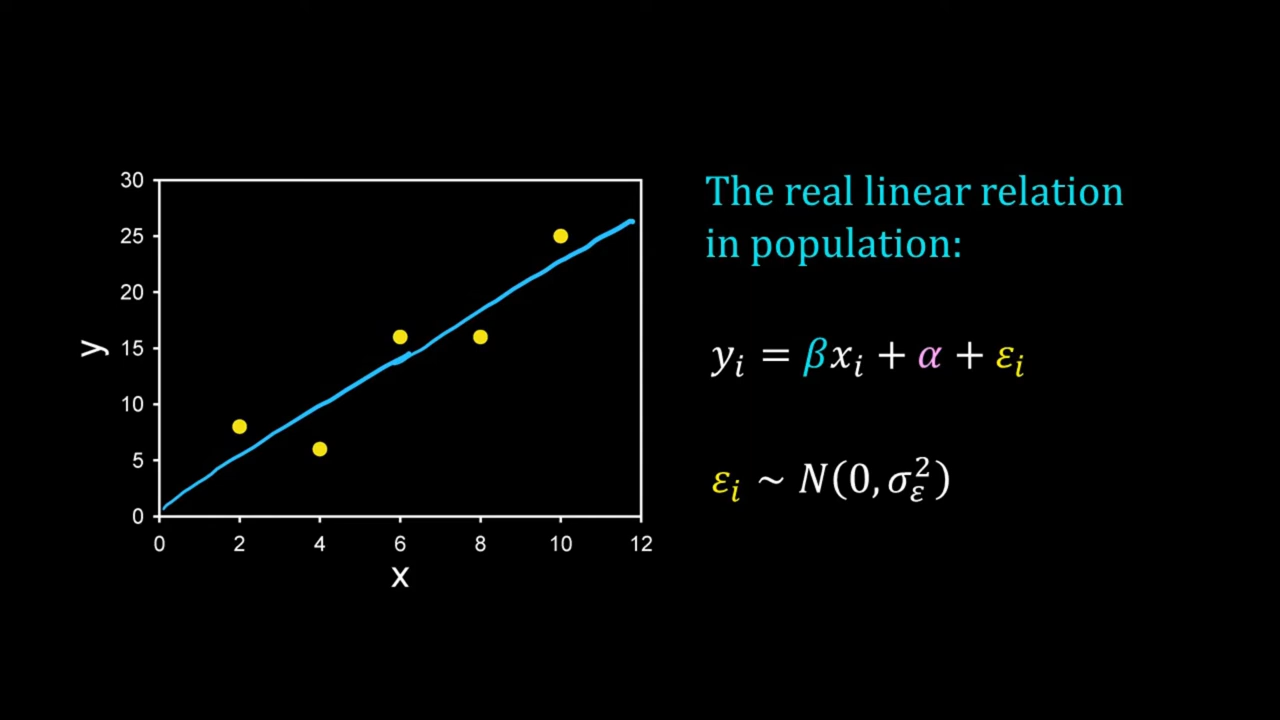 30
25
20
15
10
5
0
y
0 2 4 6 8 10 12
x
The real linear relation
in population:
yᵢ = βxᵢ + α + εᵢ
εᵢ ~ N(0, σ_ε²)